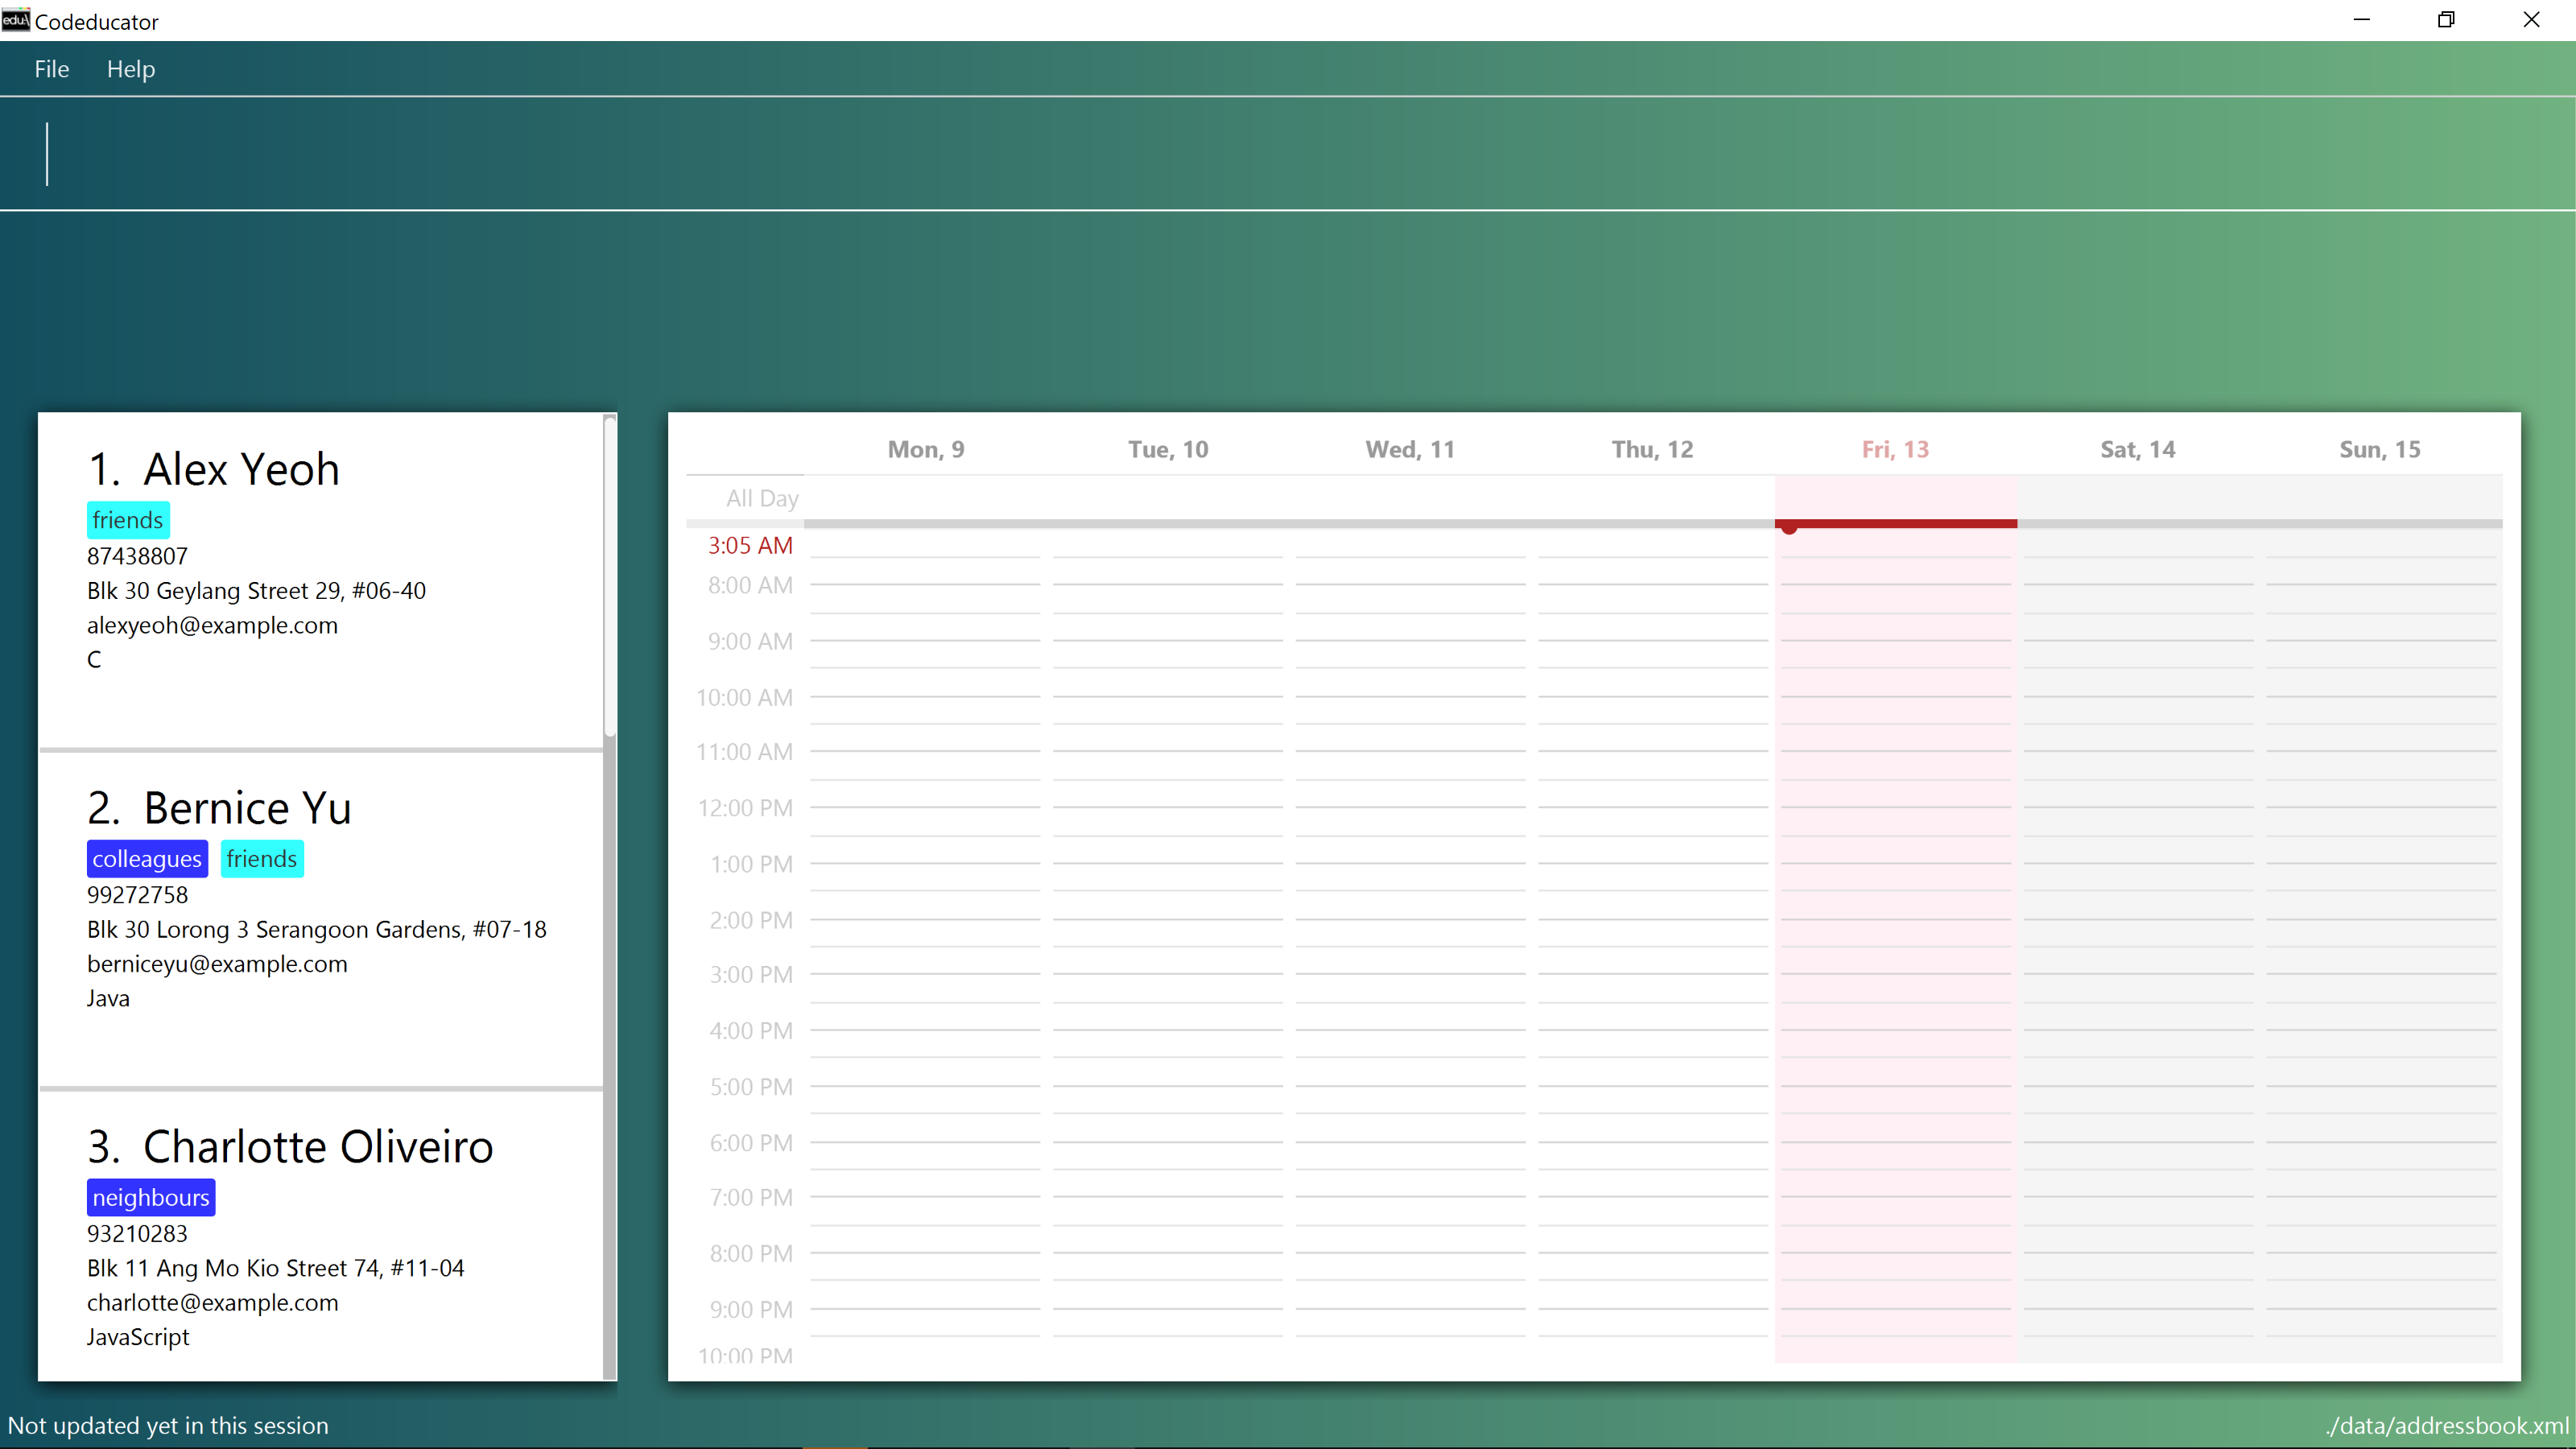 edu:\ Codeducator
File Help
1. Alex Yeoh
friends
87438807
Blk 30 Geylang Street 29, #06-40
alexyeoh@example.com
C
2. Bernice Yu
colleagues friends
99272758
Blk 30 Lorong 3 Serangoon Gardens, #07-18
berniceyu@example.com
Java
3. Charlotte Oliveiro
neighbours
93210283
Blk 11 Ang Mo Kio Street 74, #11-04
charlotte@example.com
JavaScript
Mon, 9 Tue, 10 Wed, 11 Thu, 12 Fri, 13 Sat, 14 Sun, 15
All Day
3:05 AM
8:00 AM
9:00 AM
10:00 AM
11:00 AM
12:00 PM
1:00 PM
2:00 PM
3:00 PM
4:00 PM
5:00 PM
6:00 PM
7:00 PM
8:00 PM
9:00 PM
10:00 PM
Not updated yet in this session
./data/addressbook.xml